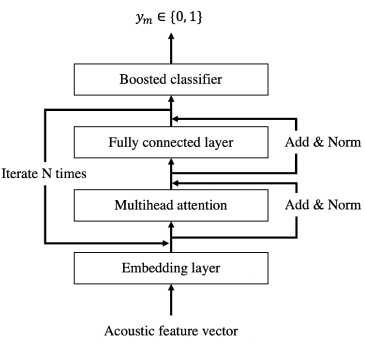 yₘ ∈ {0, 1}
Boosted classifier
Fully connected layer
Add & Norm
Iterate N times
Multihead attention
Add & Norm
Embedding layer
Acoustic feature vector